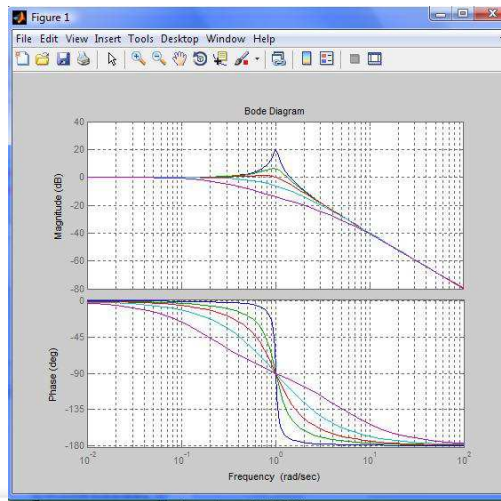 Figure 1
File Edit View Insert Tools Desktop Window Help
Bode Diagram
Magnitude (dB)
40
20
0
-20
-40
-60
-80
Phase (deg)
0
-45
-90
-135
-180
10^-2 10^-1 10^0 10^1 10^2
Frequency (rad/sec)